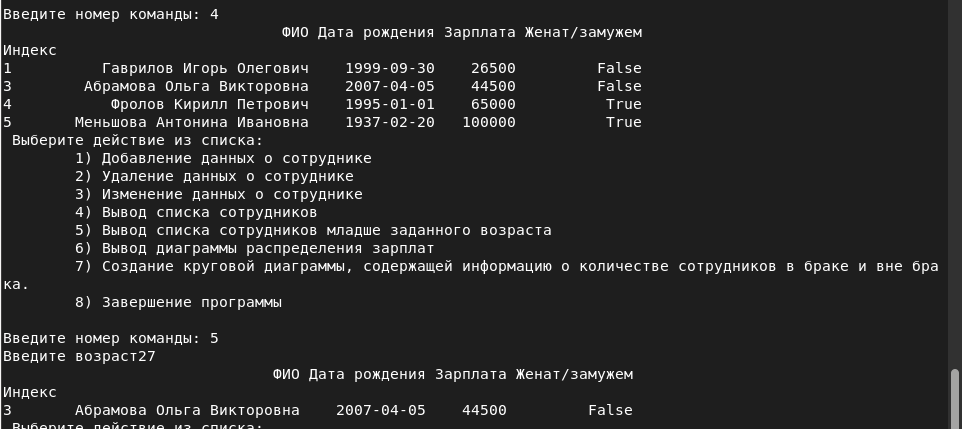 Введите номер команды: 4
ФИО Дата рождения Зарплата Женат/замужем
Индекс
1 Гаврилов Игорь Олегович 1999-09-30 26500 False
3 Абрамова Ольга Викторовна 2007-04-05 44500 False
4 Фролов Кирилл Петрович 1995-01-01 65000 True
5 Меньшова Антонина Ивановна 1937-02-20 100000 True
Выберите действие из списка:
1) Добавление данных о сотруднике
2) Удаление данных о сотруднике
3) Изменение данных о сотруднике
4) Вывод списка сотрудников
5) Вывод списка сотрудников младше заданного возраста
6) Вывод диаграммы распределения зарплат
7) Создание круговой диаграммы, содержащей информацию о количестве сотрудников в браке и вне бра
ка.
8) Завершение программы
Введите номер команды: 5
Введите возраст27
ФИО Дата рождения Зарплата Женат/замужем
Индекс
3 Абрамова Ольга Викторовна 2007-04-05 44500 False
Выберите действие из списка: